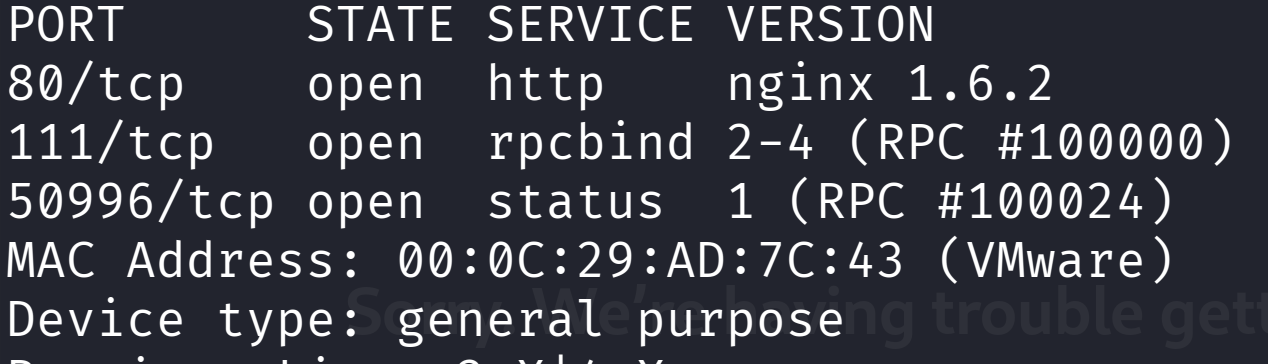 PORT      STATE SERVICE VERSION
80/tcp    open  http    nginx 1.6.2
111/tcp   open  rpcbind 2-4 (RPC #100000)
50996/tcp open  status  1 (RPC #100024)
MAC Address: 00:0C:29:AD:7C:43 (VMware)
Sorry. We're having trouble
Device type: general purpose